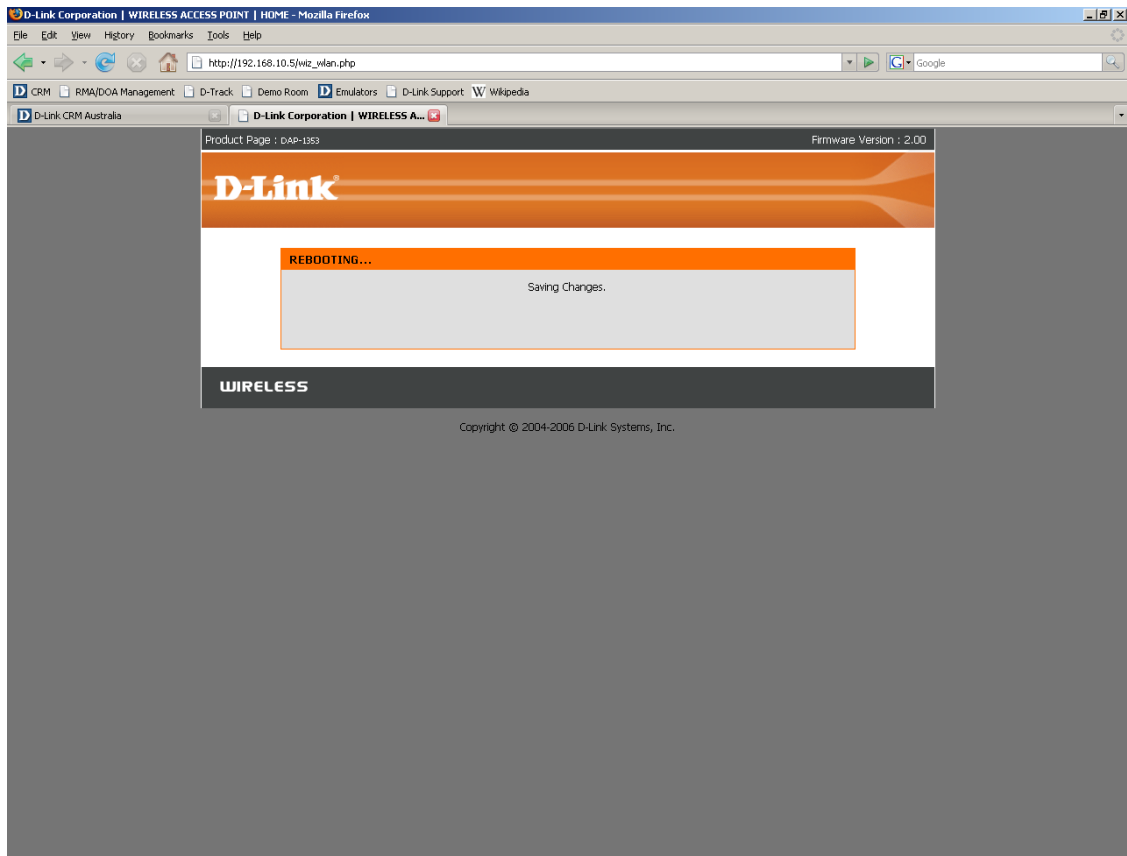 D-Link Corporation | WIRELESS ACCESS POINT | HOME - Mozilla Firefox
File Edit View History Bookmarks Tools Help
http://192.168.10.5/wiz_wlan.php
G Google
D CRM RMA/DOA Management D-Track Demo Room D Emulators D-Link Support W Wikipedia
D D-Link CRM Australia D-Link Corporation | WIRELESS A...
Product Page : DAP-1353 Firmware Version : 2.00
D-Link®
REBOOTING...
Saving Changes.
WIRELESS
Copyright © 2004-2006 D-Link Systems, Inc.